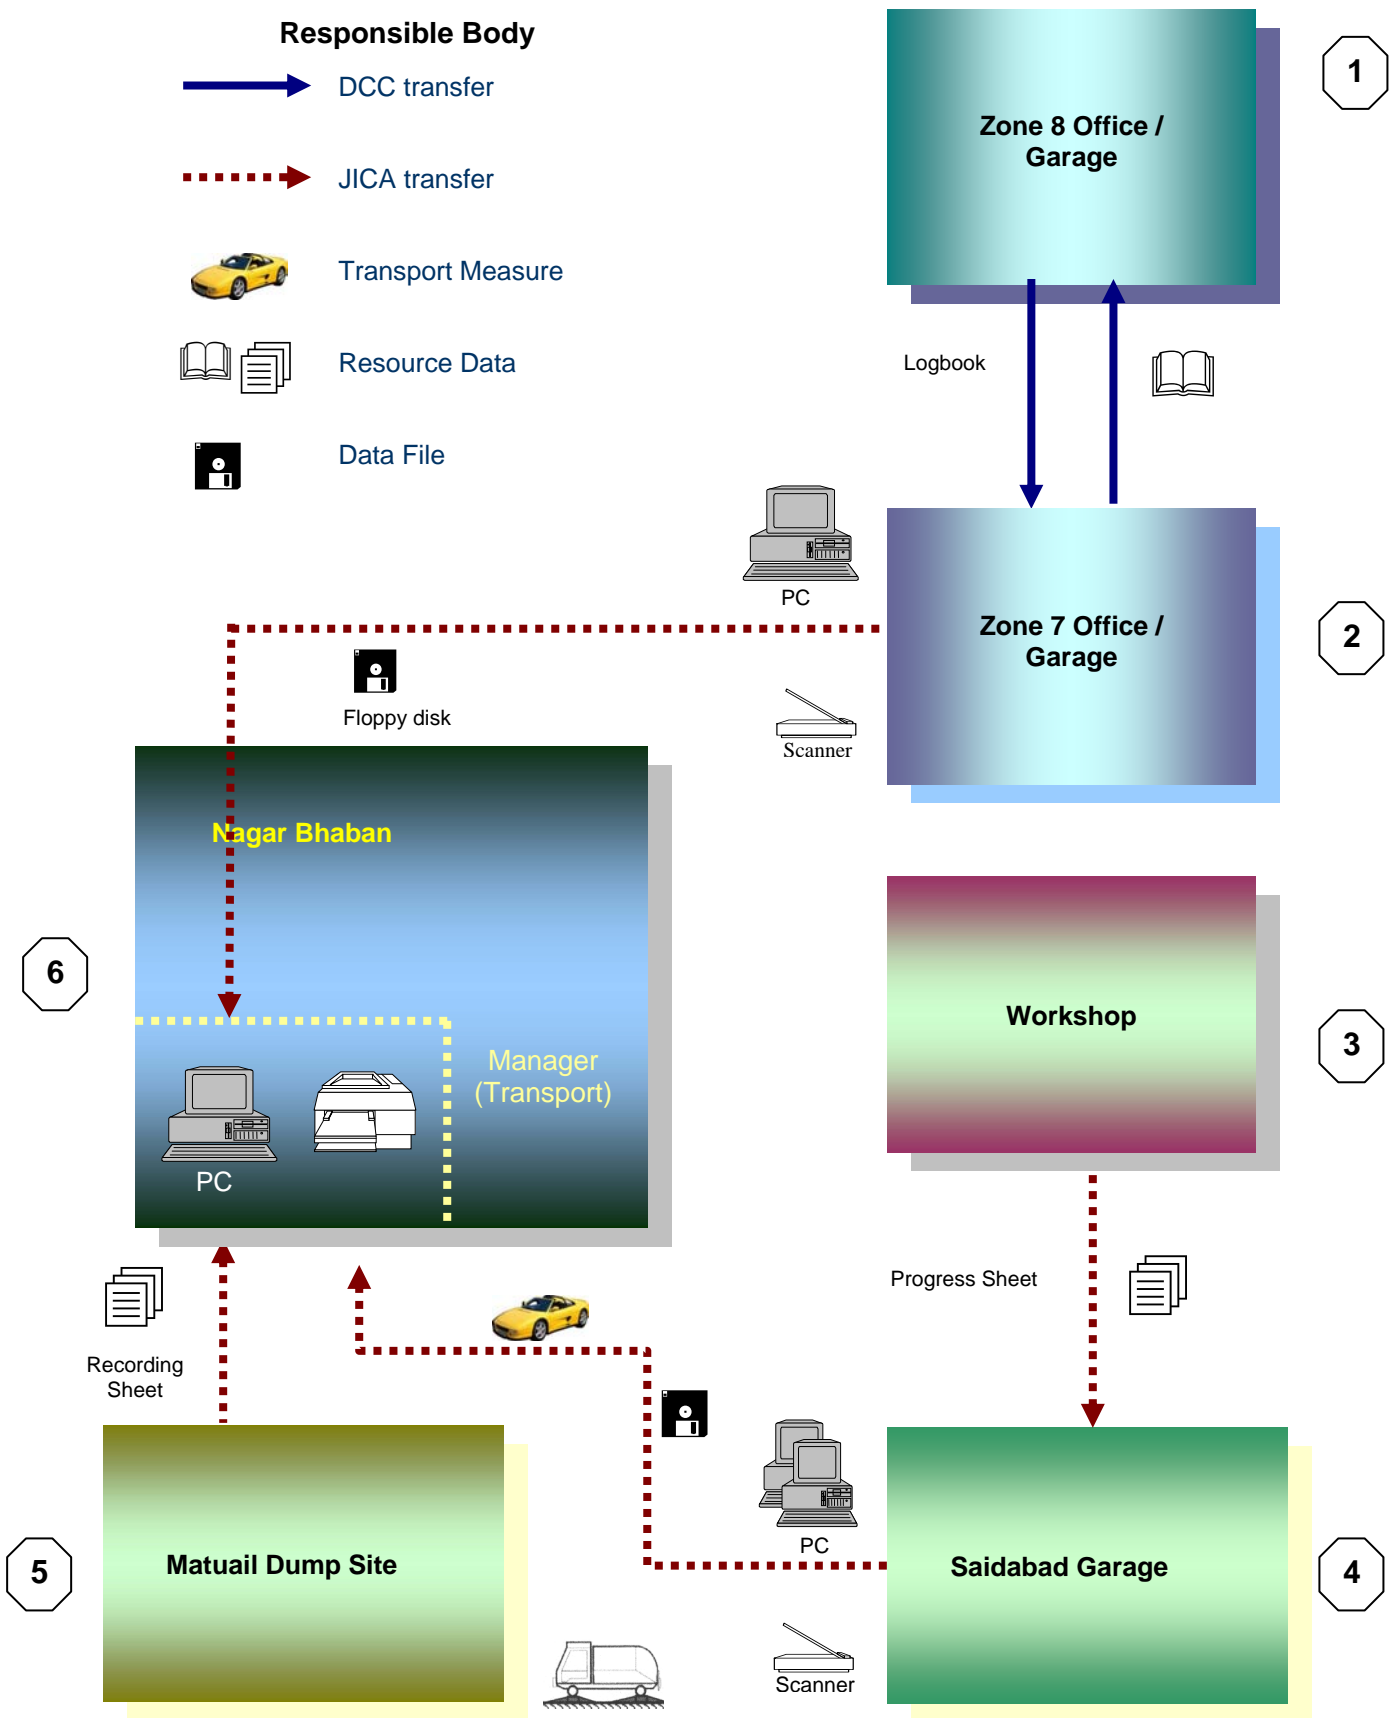 Responsible Body
DCC transfer
JICA transfer
Transport Measure
Resource Data
Data File
Zone 8 Office /
Garage
1
Logbook
PC
Zone 7 Office /
Garage
2
Floppy disk
Scanner
Nagar Bhaban
6
Manager
(Transport)
PC
Workshop
3
Progress Sheet
Recording
Sheet
Matuail Dump Site
5
PC
Saidabad Garage
4
Scanner